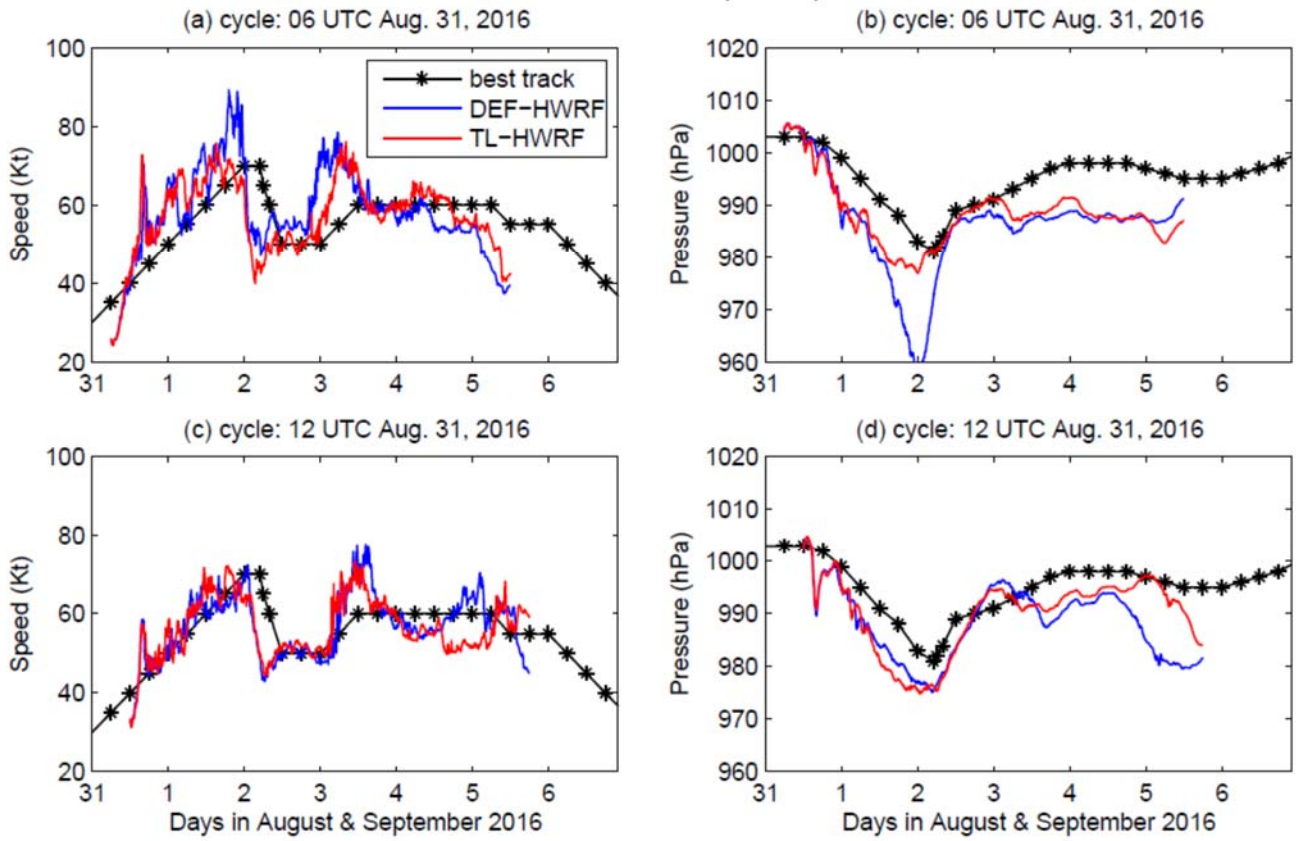 (a) cycle: 06 UTC Aug. 31, 2016
100
80
60
40
20
Speed (Kt)
best track
DEF-HWRF
TL-HWRF
31 1 2 3 4 5 6
(b) cycle: 06 UTC Aug. 31, 2016
1020
1010
1000
990
980
970
960
Pressure (hPa)
31 1 2 3 4 5 6
(c) cycle: 12 UTC Aug. 31, 2016
100
80
60
40
20
Speed (Kt)
31 1 2 3 4 5 6
Days in August & September 2016
(d) cycle: 12 UTC Aug. 31, 2016
1020
1010
1000
990
980
970
960
Pressure (hPa)
31 1 2 3 4 5 6
Days in August & September 2016